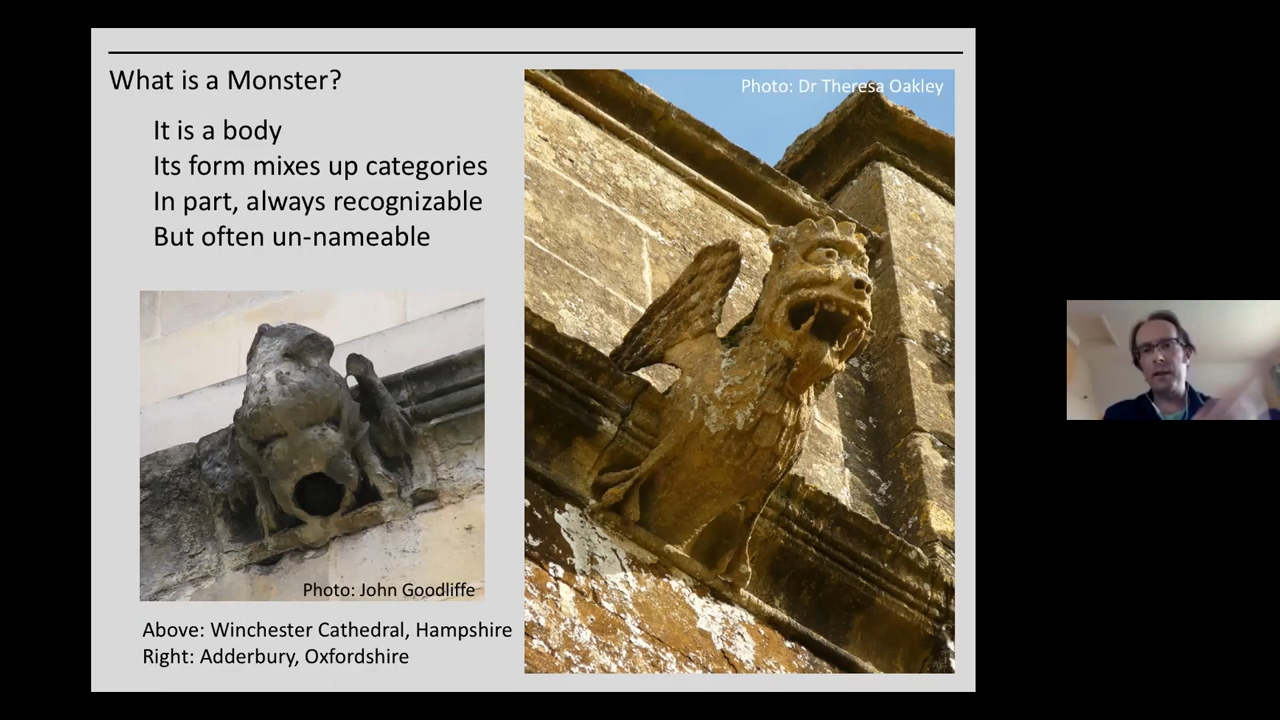 What is a Monster?
It is a body
Its form mixes up categories
In part, always recognizable
But often un-nameable
Photo: Dr Theresa Oakley
Photo: John Goodliffe
Above: Winchester Cathedral, Hampshire
Right: Adderbury, Oxfordshire